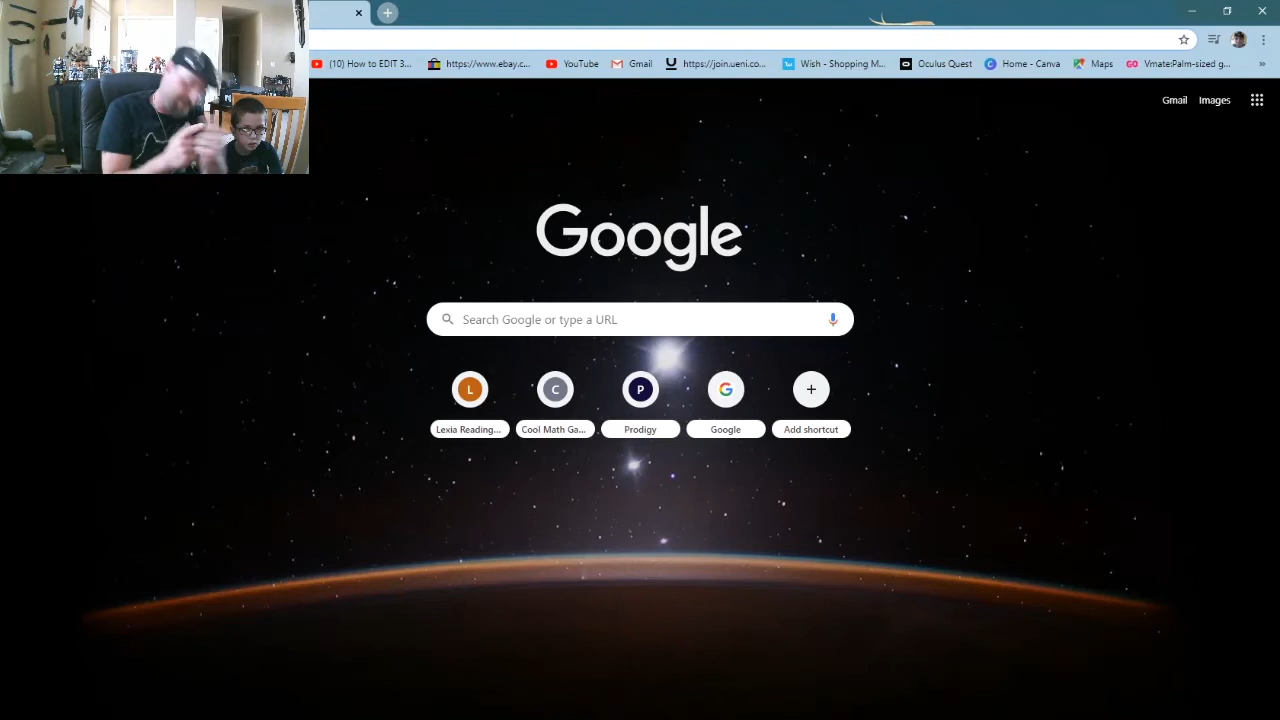 (10) How to EDIT 3... https://www.ebay.c... YouTube Gmail https://join.ueni.co... Wish - Shopping M... Oculus Quest Home - Canva Maps Vmate:Palm-sized g... »
Gmail Images
Google
Search Google or type a URL
L C P G +
Lexia Reading... Cool Math Ga... Prodigy Google Add shortcut